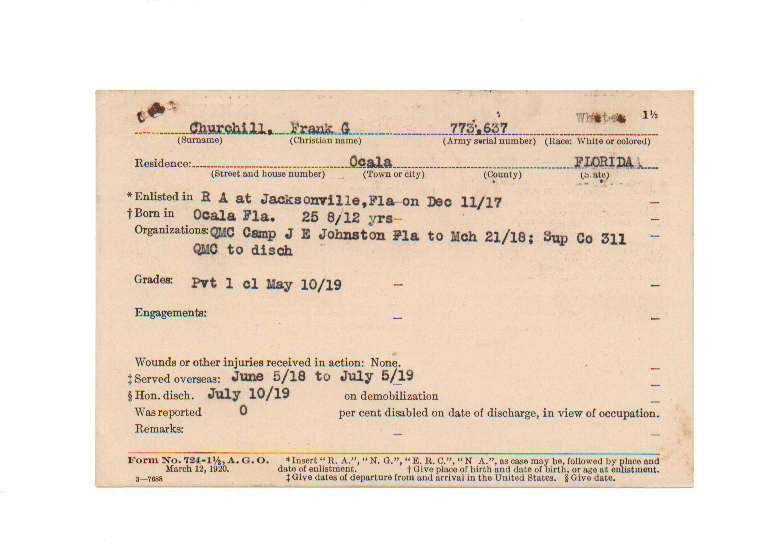 White 1½
Churchill, Frank G 773,637
(Surname) (Christian name) (Army serial number) (Race: White or colored)
Residence: Ocala FLORIDA
(Street and house number) (Town or city) (County) (State)
*Enlisted in R A at Jacksonville,Fla on Dec 11/17
†Born in Ocala Fla. 25 8/12 yrs
Organizations: QMC Camp J E Johnston Fla to Mch 21/18; Sup Co 311
QMC to disch
Grades: Pvt 1 cl May 10/19
Engagements:
Wounds or other injuries received in action: None.
‡Served overseas: June 5/18 to July 5/19
§Hon. disch. July 10/19 on demobilization
Was reported 0 per cent disabled on date of discharge, in view of occupation.
Remarks:
Form No. 724-1½, A. G. O. *Insert "R. A.", "N. G.", "E. R. C.", "N A.", as case may be, followed by place and
March 12, 1920. date of enlistment. †Give place of birth and date of birth, or age at enlistment.
3—7688 ‡Give dates of departure from and arrival in the United States. §Give date.